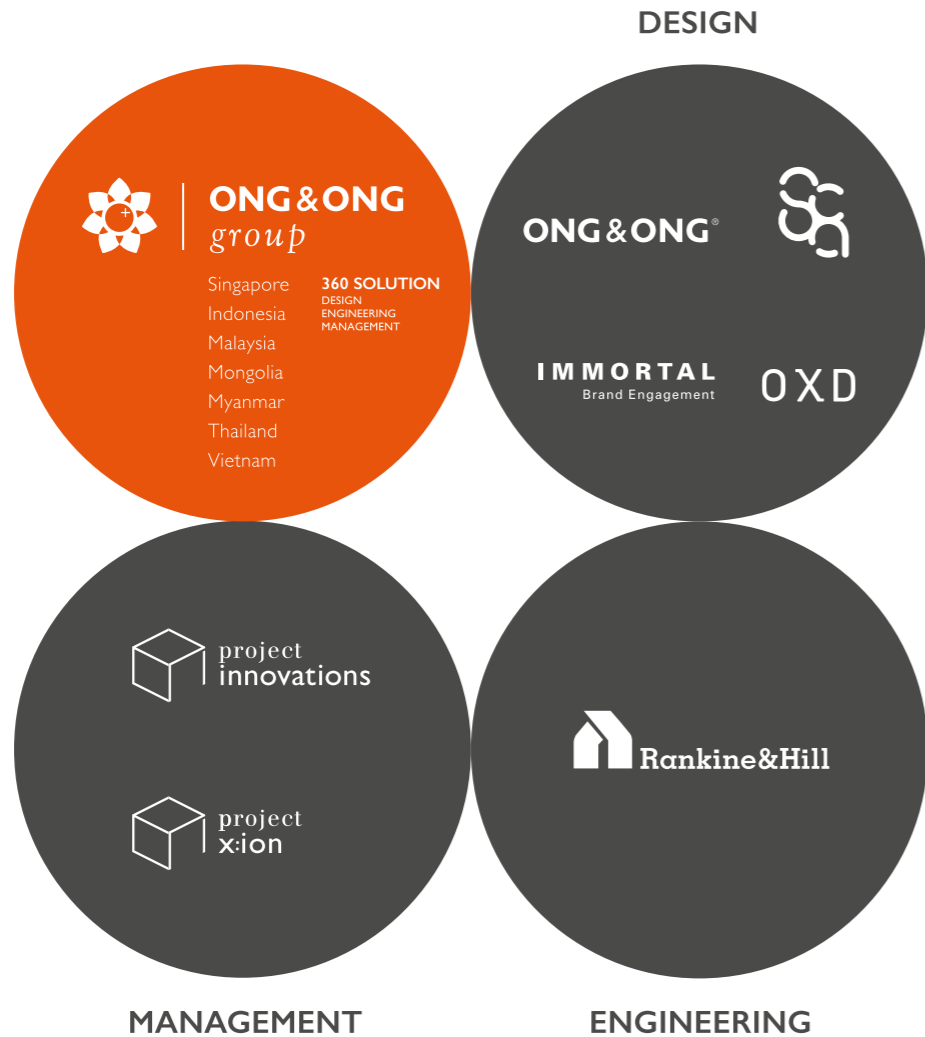 DESIGN
ONG&ONG
group
Singapore
Indonesia
Malaysia
Mongolia
Myanmar
Thailand
Vietnam
360 SOLUTION
DESIGN
ENGINEERING
MANAGEMENT
ONG&ONG®
sca
IMMORTAL
Brand Engagement
OXD
project
innovations
project
x:ion
Rankine&Hill
MANAGEMENT
ENGINEERING